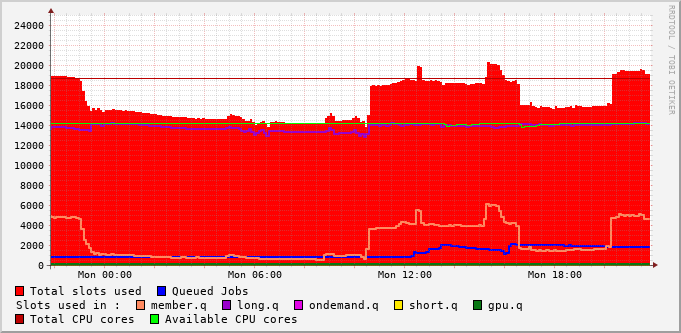 RRDTOOL / TOBI OETIKER
24000
22000
20000
18000
16000
14000
12000
10000
8000
6000
4000
2000
0
Mon 00:00 Mon 06:00 Mon 12:00 Mon 18:00
Total slots used Queued Jobs
Slots used in : member.q long.q ondemand.q short.q gpu.q
Total CPU cores Available CPU cores